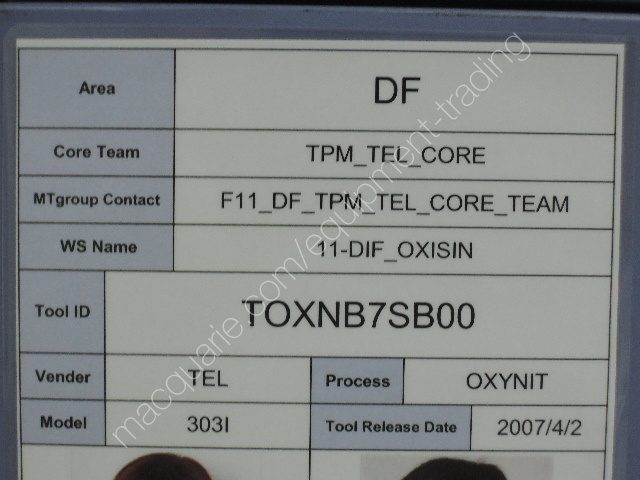 Area DF
Core Team TPM_TEL_CORE
MTgroup Contact F11_DF_TPM_TEL_CORE_TEAM
WS Name 11-DIF_OXISIN
Tool ID TOXNB7SB00
Vender TEL Process OXYNIT
Model 303I Tool Release Date 2007/4/2
macquarie.com/equipment-trading